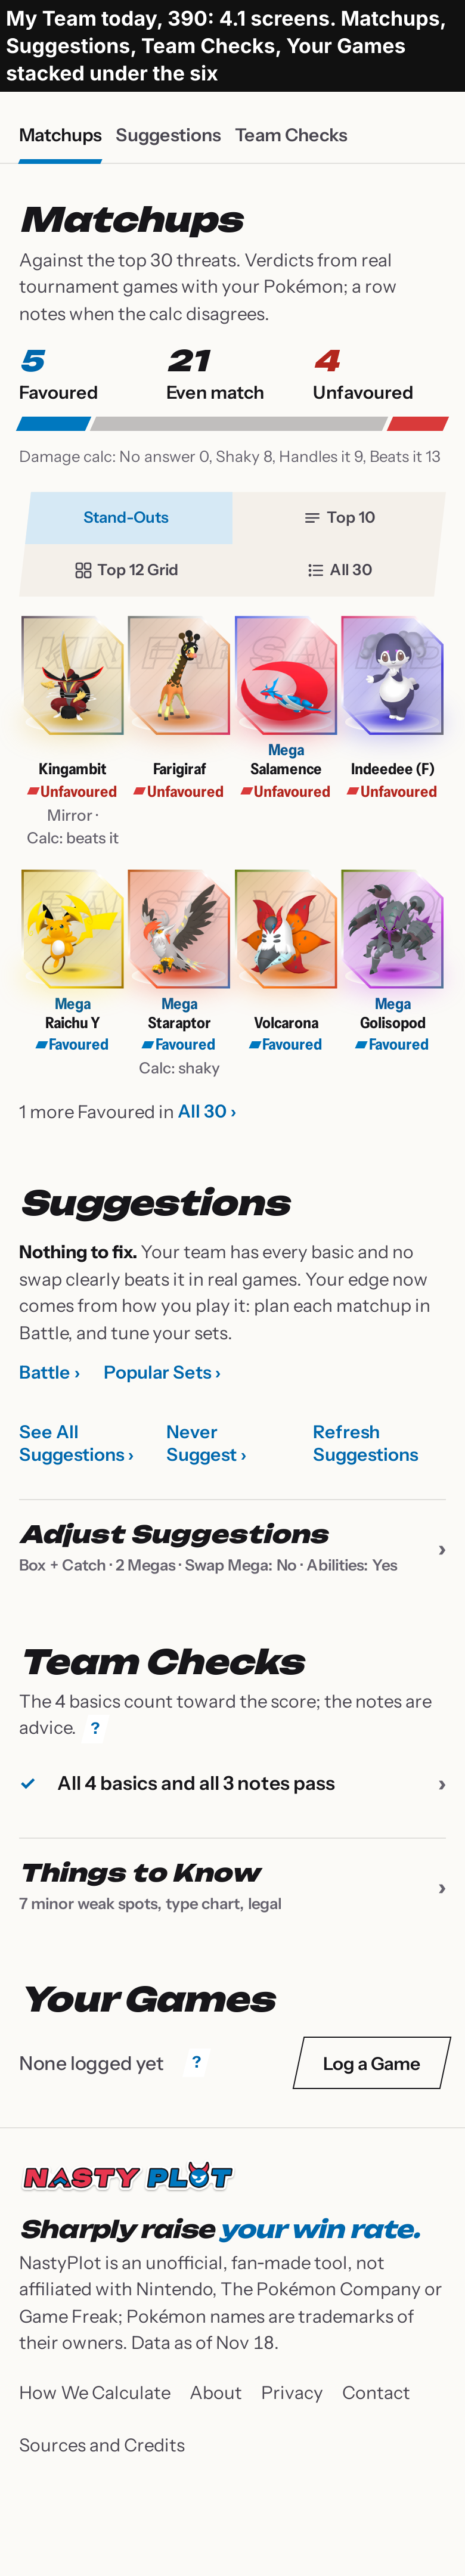 My Team today, 390: 4.1 screens. Matchups,
Suggestions, Team Checks, Your Games
stacked under the six
Matchups Suggestions Team Checks
Matchups
Against the top 30 threats. Verdicts from real
tournament games with your Pokémon; a row
notes when the calc disagrees.
5 21 4
Favoured Even match Unfavoured
Damage calc: No answer 0, Shaky 8, Handles it 9, Beats it 13
Stand-Outs Top 10
Top 12 Grid All 30
Mega
Kingambit Farigiraf Salamence Indeedee (F)
Unfavoured Unfavoured Unfavoured Unfavoured
Mirror ·
Calc: beats it
Mega Mega Mega
Raichu Y Staraptor Volcarona Golisopod
Favoured Favoured Favoured Favoured
Calc: shaky
1 more Favoured in All 30 ›
Suggestions
Nothing to fix. Your team has every basic and no
swap clearly beats it in real games. Your edge now
comes from how you play it: plan each matchup in
Battle, and tune your sets.
Battle › Popular Sets ›
See All Never Refresh
Suggestions › Suggest › Suggestions
Adjust Suggestions ›
Box + Catch · 2 Megas · Swap Mega: No · Abilities: Yes
Team Checks
The 4 basics count toward the score; the notes are
advice. ?
All 4 basics and all 3 notes pass ›
Things to Know ›
7 minor weak spots, type chart, legal
Your Games
None logged yet ? Log a Game
NASTY PLOT
Sharply raise your win rate.
NastyPlot is an unofficial, fan-made tool, not
affiliated with Nintendo, The Pokémon Company or
Game Freak; Pokémon names are trademarks of
their owners. Data as of Nov 18.
How We Calculate About Privacy Contact
Sources and Credits